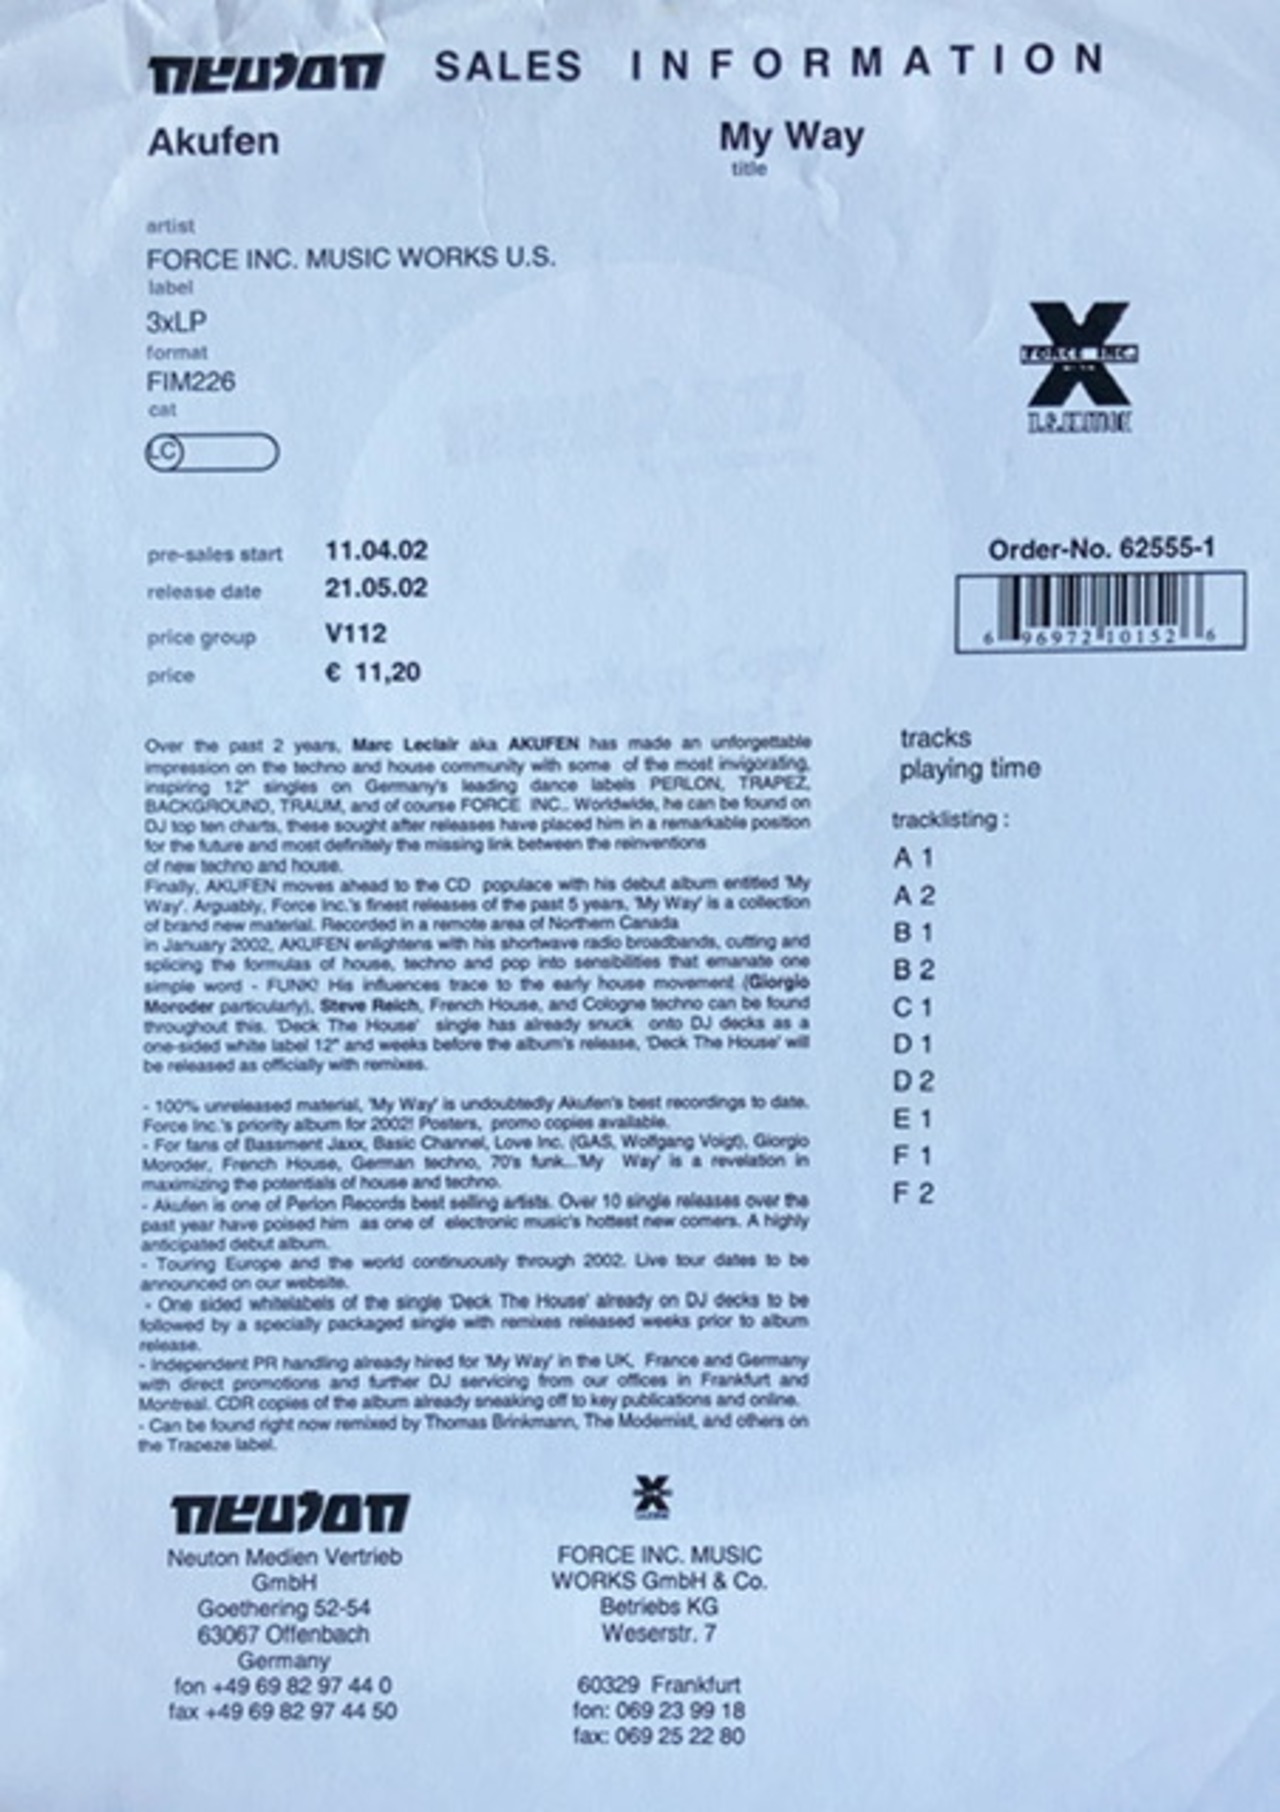 neuton SALES INFORMATION
Akufen My Way
title
artist
FORCE INC. MUSIC WORKS U.S.
label
3xLP
format
FIM226
cat
LC
FORCE INC.
pre-sales start 11.04.02
release date 21.05.02
price group V112
price € 11,20
Order-No. 62555-1
6 96972 10152 6
Over the past 2 years, Marc Leclair aka AKUFEN has made an unforgettable
impression on the techno and house community with some of the most invigorating,
inspiring 12" singles on Germany's leading dance labels PERLON, TRAPEZ,
BACKGROUND, TRAUM, and of course FORCE INC.. Worldwide, he can be found on
DJ top ten charts, these sought after releases have placed him in a remarkable position
for the future and most definitely the missing link between the reinventions
of new techno and house.
Finally, AKUFEN moves ahead to the CD populace with his debut album entitled 'My
Way'. Arguably, Force Inc.'s finest releases of the past 5 years, 'My Way' is a collection
of brand new material. Recorded in a remote area of Northern Canada
in January 2002, AKUFEN enlightens with his shortwave radio broadbands, cutting and
splicing the formulas of house, techno and pop into sensibilities that emanate one
simple word - FUNK! His influences trace to the early house movement (Giorgio
Moroder particularly), Steve Reich, French House, and Cologne techno can be found
throughout this. 'Deck The House' single has already snuck onto DJ decks as a
one-sided white label 12" and weeks before the album's release, 'Deck The House' will
be released as officially with remixes.
- 100% unreleased material, 'My Way' is undoubtedly Akufen's best recordings to date.
Force Inc.'s priority album for 2002! Posters, promo copies available.
- For fans of Bassment Jaxx, Basic Channel, Love Inc. (GAS, Wolfgang Voigt), Giorgio
Moroder, French House, German techno, 70's funk...'My Way' is a revelation in
maximizing the potentials of house and techno.
- Akufen is one of Perlon Records best selling artists. Over 10 single releases over the
past year have poised him as one of electronic music's hottest new comers. A highly
anticipated debut album.
- Touring Europe and the world continuously through 2002. Live tour dates to be
announced on our website.
- One sided whitelabels of the single 'Deck The House' already on DJ decks to be
followed by a specially packaged single with remixes released weeks prior to album
release.
- Independent PR handling already hired for 'My Way' in the UK, France and Germany
with direct promotions and further DJ servicing from our offices in Frankfurt and
Montreal. CDR copies of the album already sneaking off to key publications and online.
- Can be found right now remixed by Thomas Brinkmann, The Modernist, and others on
the Trapeze label.
tracks
playing time
tracklisting :
A 1
A 2
B 1
B 2
C 1
D 1
D 2
E 1
F 1
F 2
neuton
Neuton Medien Vertrieb
GmbH
Goethering 52-54
63067 Offenbach
Germany
fon +49 69 82 97 44 0
fax +49 69 82 97 44 50
FORCE INC. MUSIC
WORKS GmbH & Co.
Betriebs KG
Weserstr. 7
60329 Frankfurt
fon: 069 23 99 18
fax: 069 25 22 80